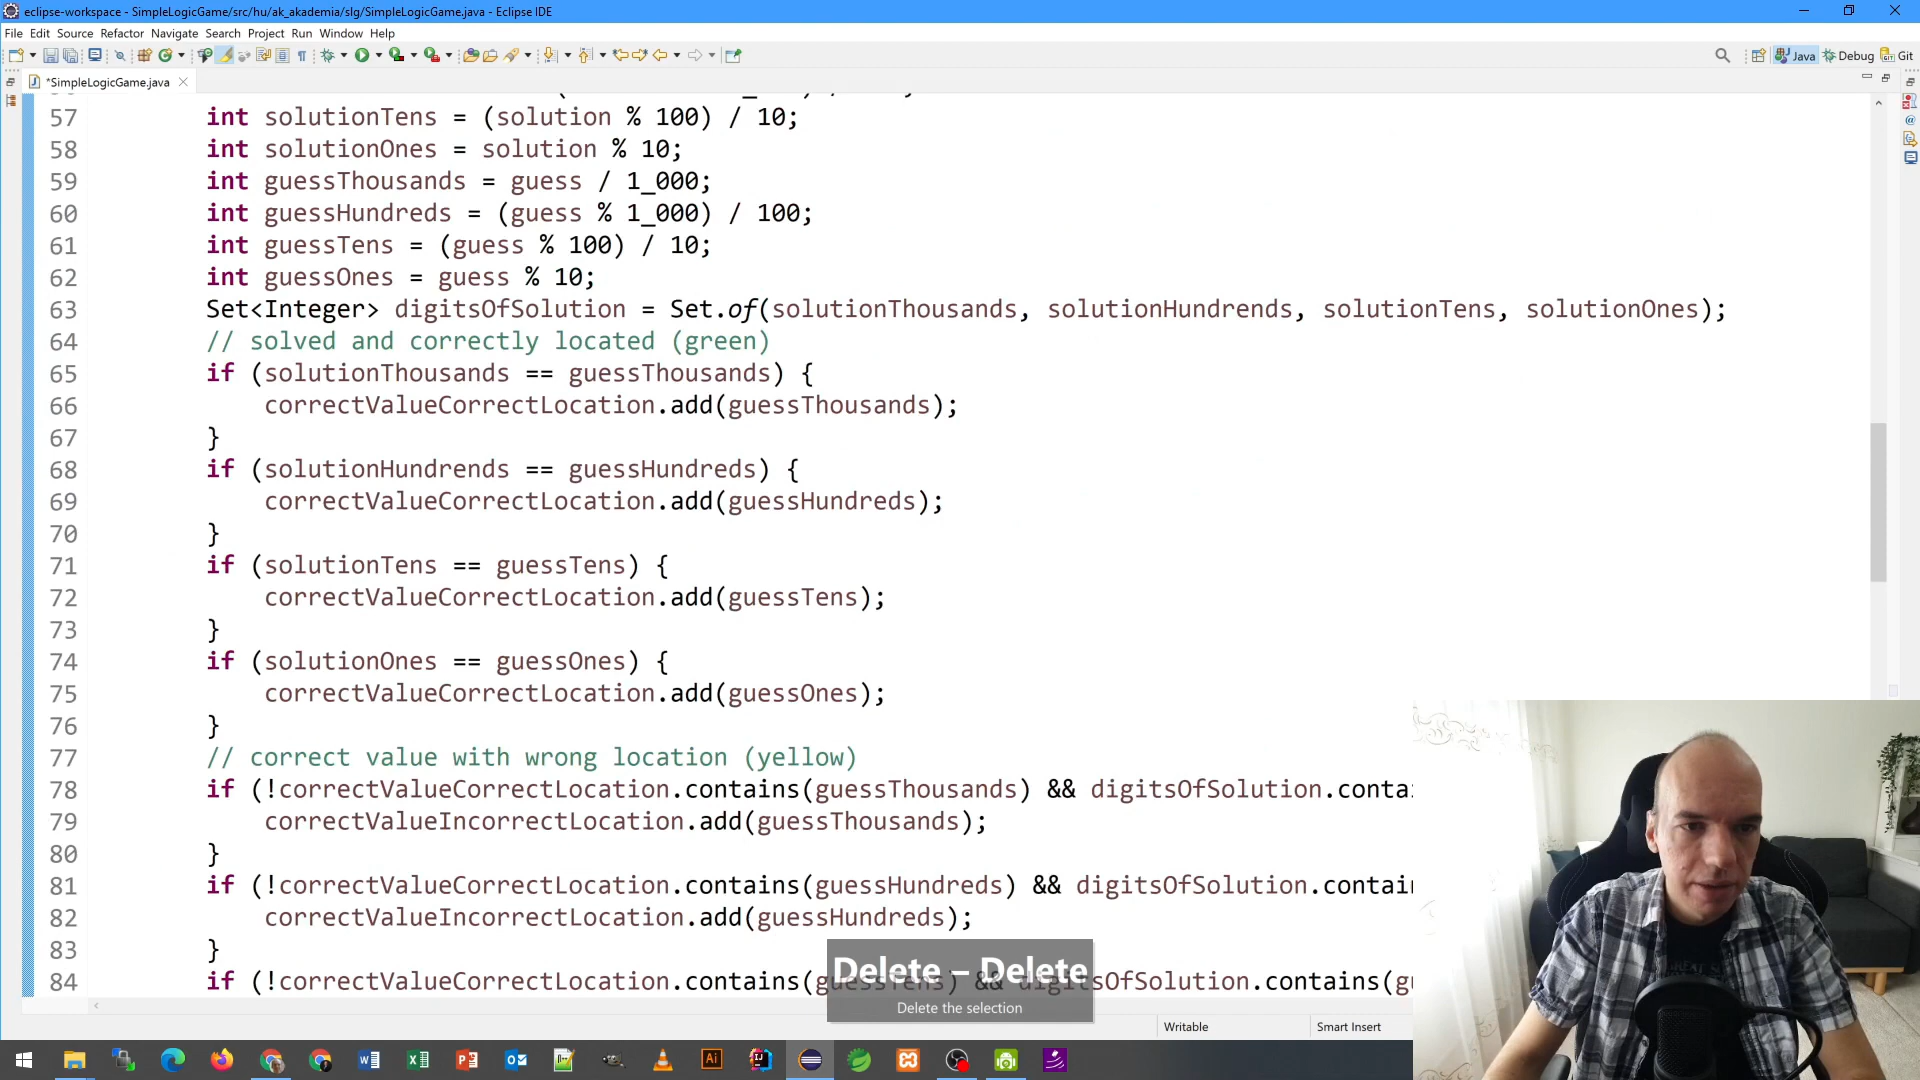 eclipse-workspace - SimpleLogicGame/src/hu/ak_akademia/slg/SimpleLogicGame.java - Eclipse IDE
File Edit Source Refactor Navigate Search Project Run Window Help
Java Debug Git
*SimpleLogicGame.java
57 int solutionTens = (solution % 100) / 10;
58 int solutionOnes = solution % 10;
59 int guessThousands = guess / 1_000;
60 int guessHundreds = (guess % 1_000) / 100;
61 int guessTens = (guess % 100) / 10;
62 int guessOnes = guess % 10;
63 Set<Integer> digitsOfSolution = Set.of(solutionThousands, solutionHundrends, solutionTens, solutionOnes);
64 // solved and correctly located (green)
65 if (solutionThousands == guessThousands) {
66 correctValueCorrectLocation.add(guessThousands);
67 }
68 if (solutionHundrends == guessHundreds) {
69 correctValueCorrectLocation.add(guessHundreds);
70 }
71 if (solutionTens == guessTens) {
72 correctValueCorrectLocation.add(guessTens);
73 }
74 if (solutionOnes == guessOnes) {
75 correctValueCorrectLocation.add(guessOnes);
76 }
77 // correct value with wrong location (yellow)
78 if (!correctValueCorrectLocation.contains(guessThousands) && digitsOfSolution.conta
79 correctValueIncorrectLocation.add(guessThousands);
80 }
81 if (!correctValueCorrectLocation.contains(guessHundreds) && digitsOfSolution.contai
82 correctValueIncorrectLocation.add(guessHundreds);
83 }
84 if (!correctValueCorrectLocation.contains(guessTens) && digitsOfSolution.contains(gu
Delete – Delete
Delete the selection
Writable Smart Insert